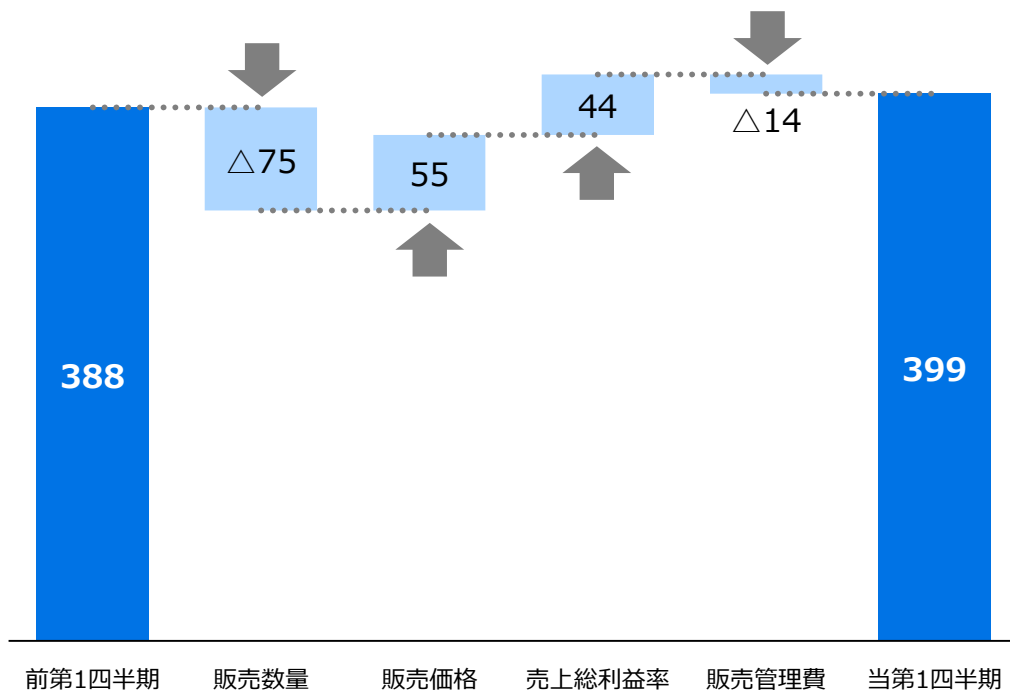 44
△14
△75
55
388
399
前第1四半期
販売数量
販売価格
売上総利益率
販売管理費
当第1四半期